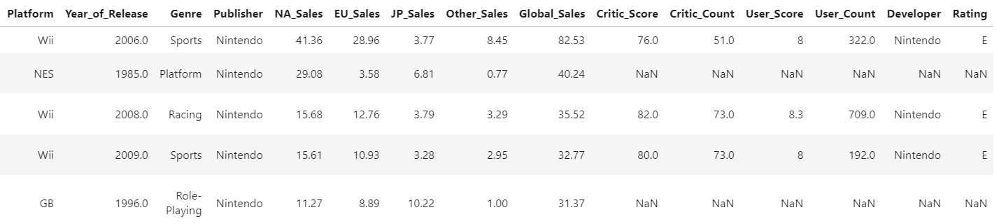 Platform Year_of_Release Genre Publisher NA_Sales EU_Sales JP_Sales Other_Sales Global_Sales Critic_Score Critic_Count User_Score User_Count Developer Rating
Wii 2006.0 Sports Nintendo 41.36 28.96 3.77 8.45 82.53 76.0 51.0 8 322.0 Nintendo E
NES 1985.0 Platform Nintendo 29.08 3.58 6.81 0.77 40.24 NaN NaN NaN NaN NaN NaN
Wii 2008.0 Racing Nintendo 15.68 12.76 3.79 3.29 35.52 82.0 73.0 8.3 709.0 Nintendo E
Wii 2009.0 Sports Nintendo 15.61 10.93 3.28 2.95 32.77 80.0 73.0 8 192.0 Nintendo E
GB 1996.0 Role-
Playing Nintendo 11.27 8.89 10.22 1.00 31.37 NaN NaN NaN NaN NaN NaN